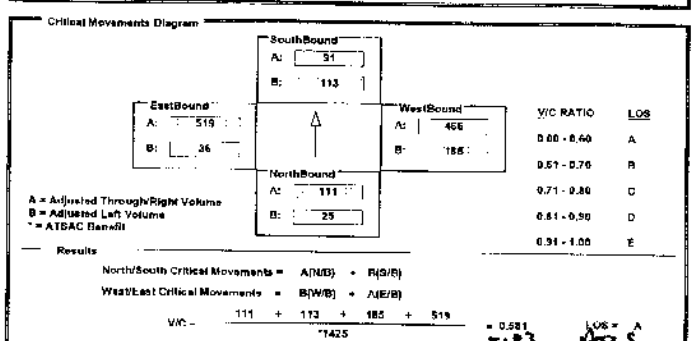 Critical Movements Diagram
SouthBound
A: 91
B: 113
EastBound
A: 519
B: 36
WestBound
A: 466
B: 185
V/C RATIO LOS
0.00 - 0.60 A
0.61 - 0.70 B
0.71 - 0.80 C
0.81 - 0.90 D
0.91 - 1.00 E
NorthBound
A: 111
B: 25
A = Adjusted Through/Right Volume
B = Adjusted Left Volume
* = ATSAC Benefit
Results
North/South Critical Movements = A(N/B) + B(S/B)
West/East Critical Movements = B(W/B) + A(E/B)
V/C = 111 + 113 + 185 + 519
*1425
= 0.581 LOS = A